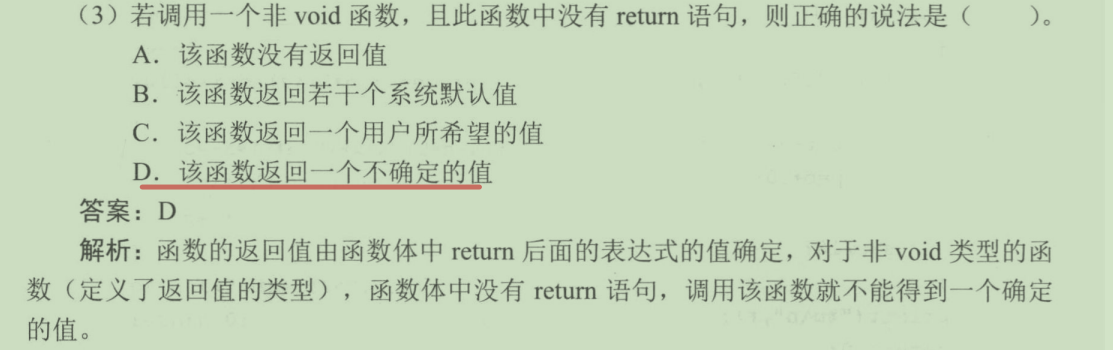 （3）若调用一个非 void 函数，且此函数中没有 return 语句，则正确的说法是（　　）。
A．该函数没有返回值
B．该函数返回若干个系统默认值
C．该函数返回一个用户所希望的值
D．该函数返回一个不确定的值
答案：D
解析：函数的返回值由函数体中 return 后面的表达式的值确定，对于非 void 类型的函
数（定义了返回值的类型），函数体中没有 return 语句，调用该函数就不能得到一个确定
的值。